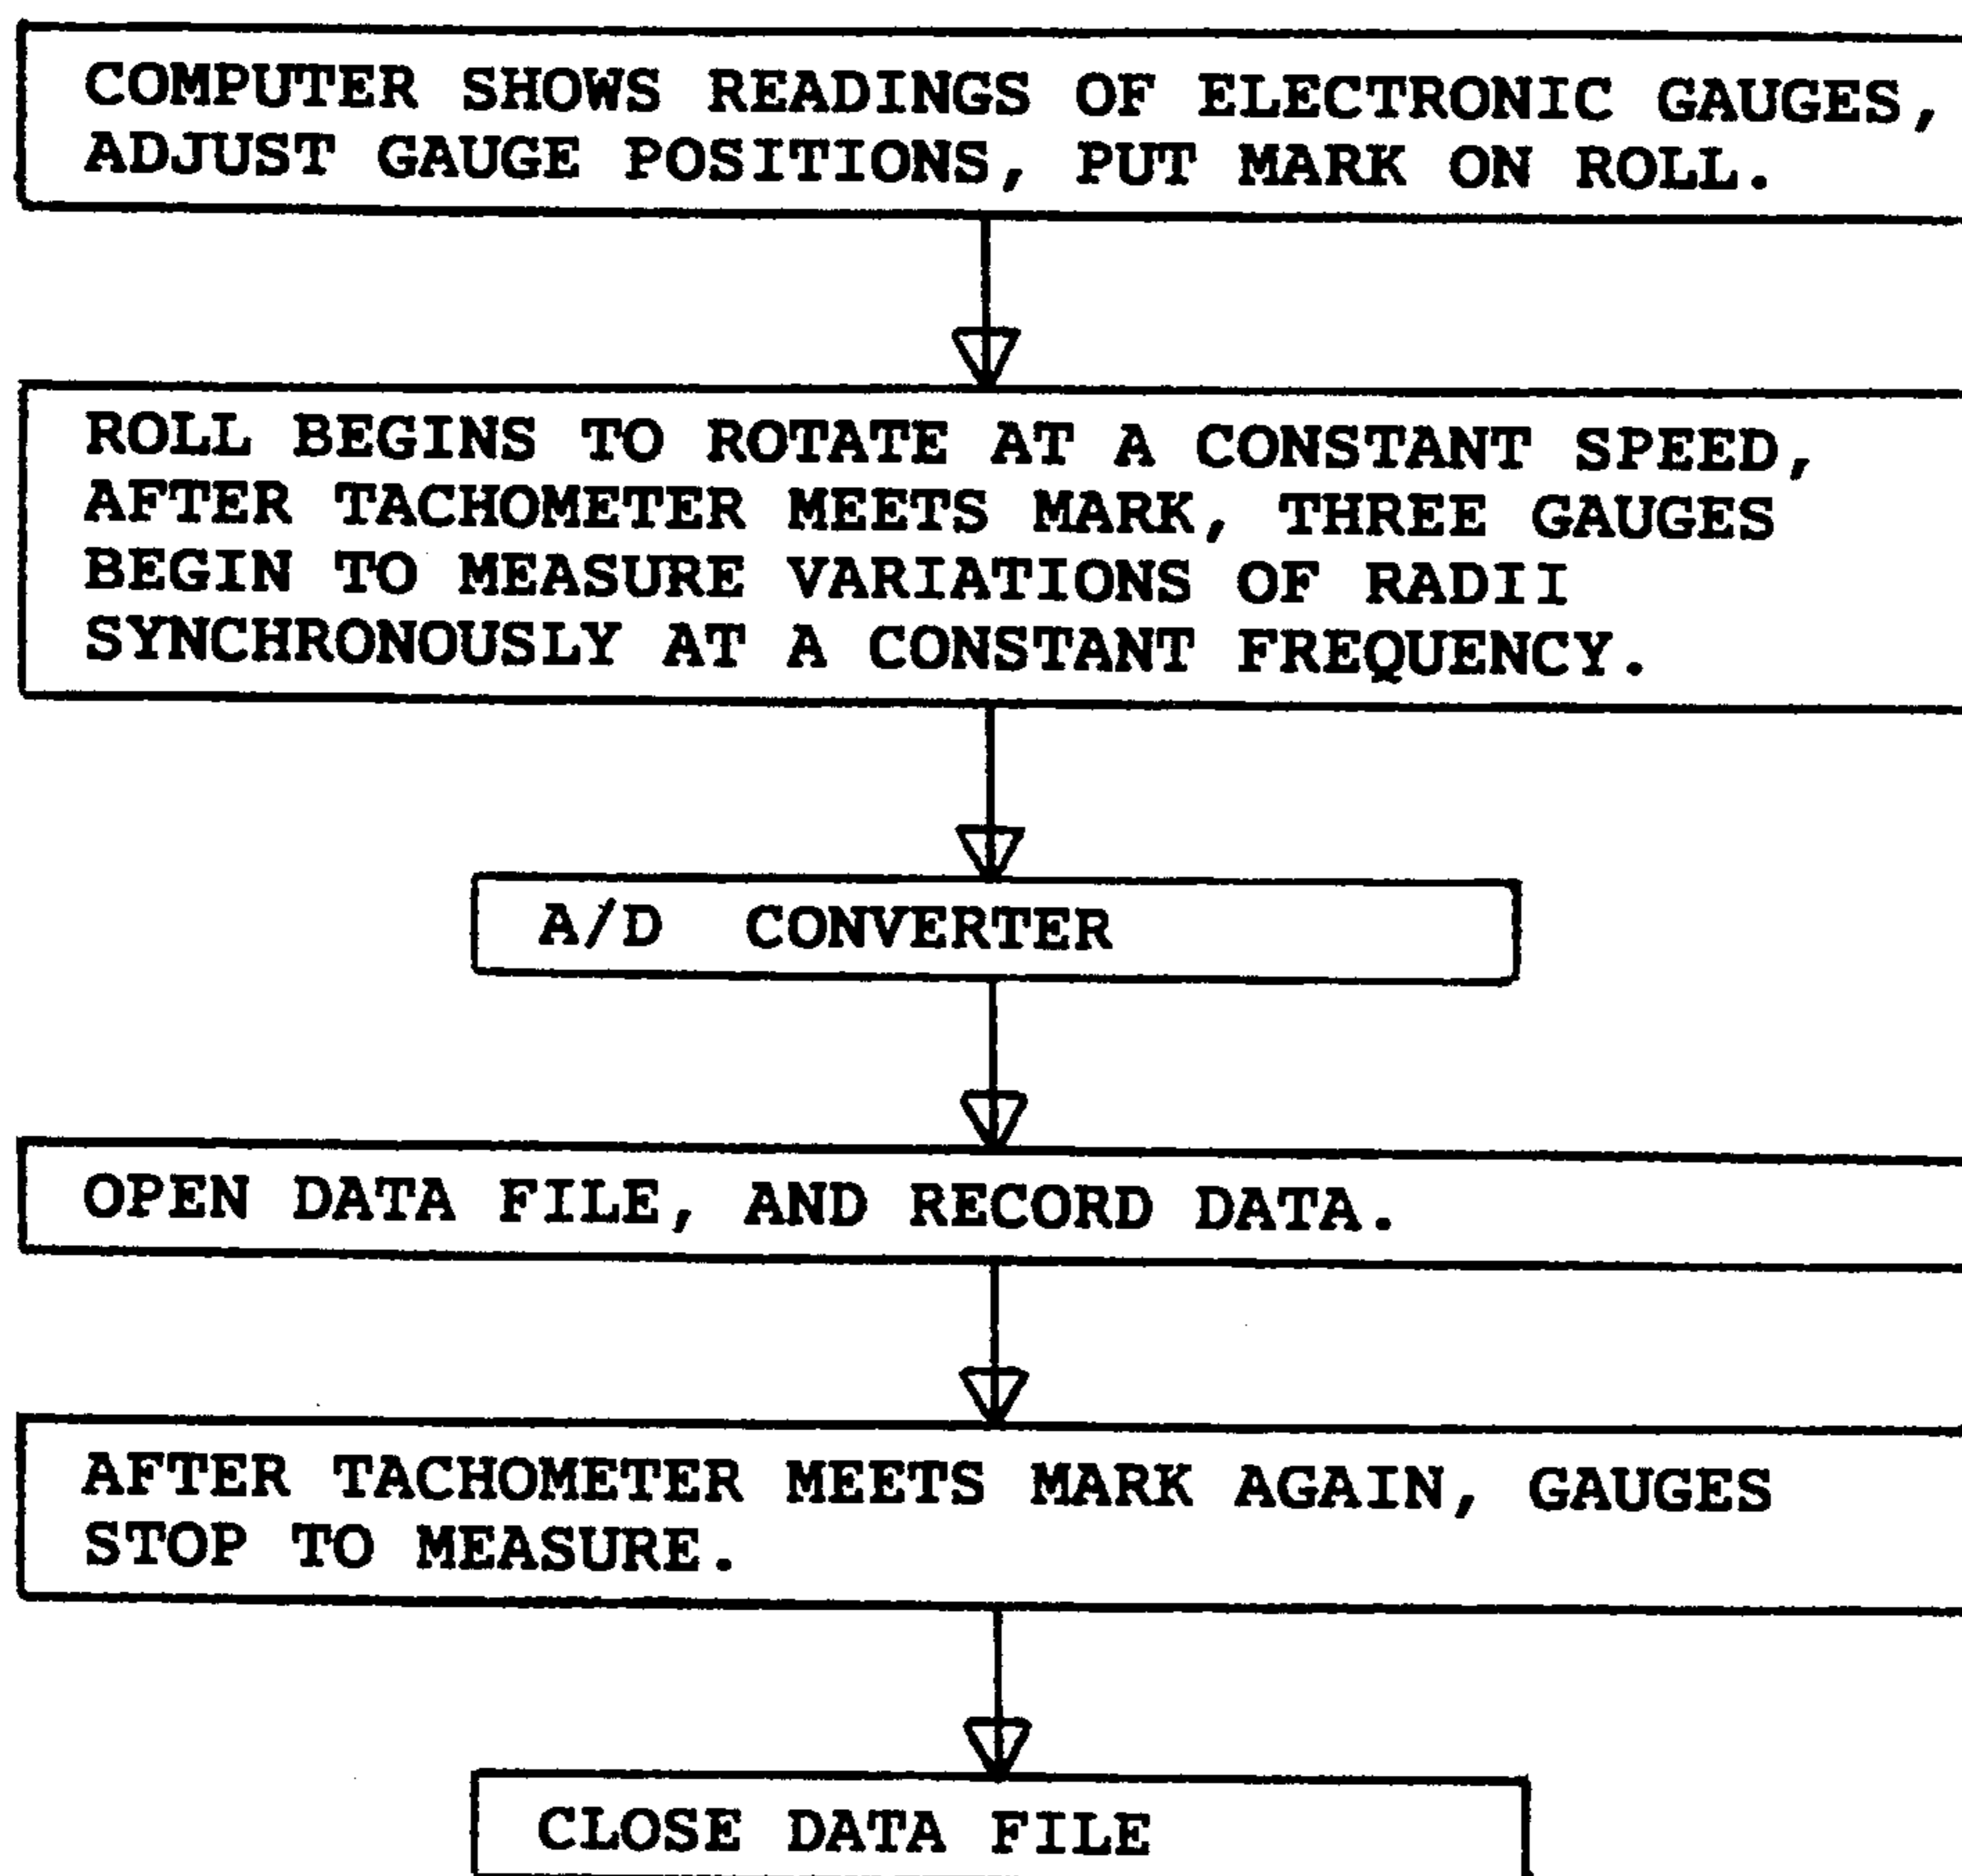 COMPUTER SHOWS READINGS OF ELECTRONIC GAUGES,
ADJUST GAUGE POSITIONS, PUT MARK ON ROLL.
ROLL BEGINS TO ROTATE AT A CONSTANT SPEED,
AFTER TACHOMETER MEETS MARK, THREE GAUGES
BEGIN TO MEASURE VARIATIONS OF RADII
SYNCHRONOUSLY AT A CONSTANT FREQUENCY.
A/D CONVERTER
OPEN DATA FILE, AND RECORD DATA.
AFTER TACHOMETER MEETS MARK AGAIN, GAUGES
STOP TO MEASURE.
CLOSE DATA FILE